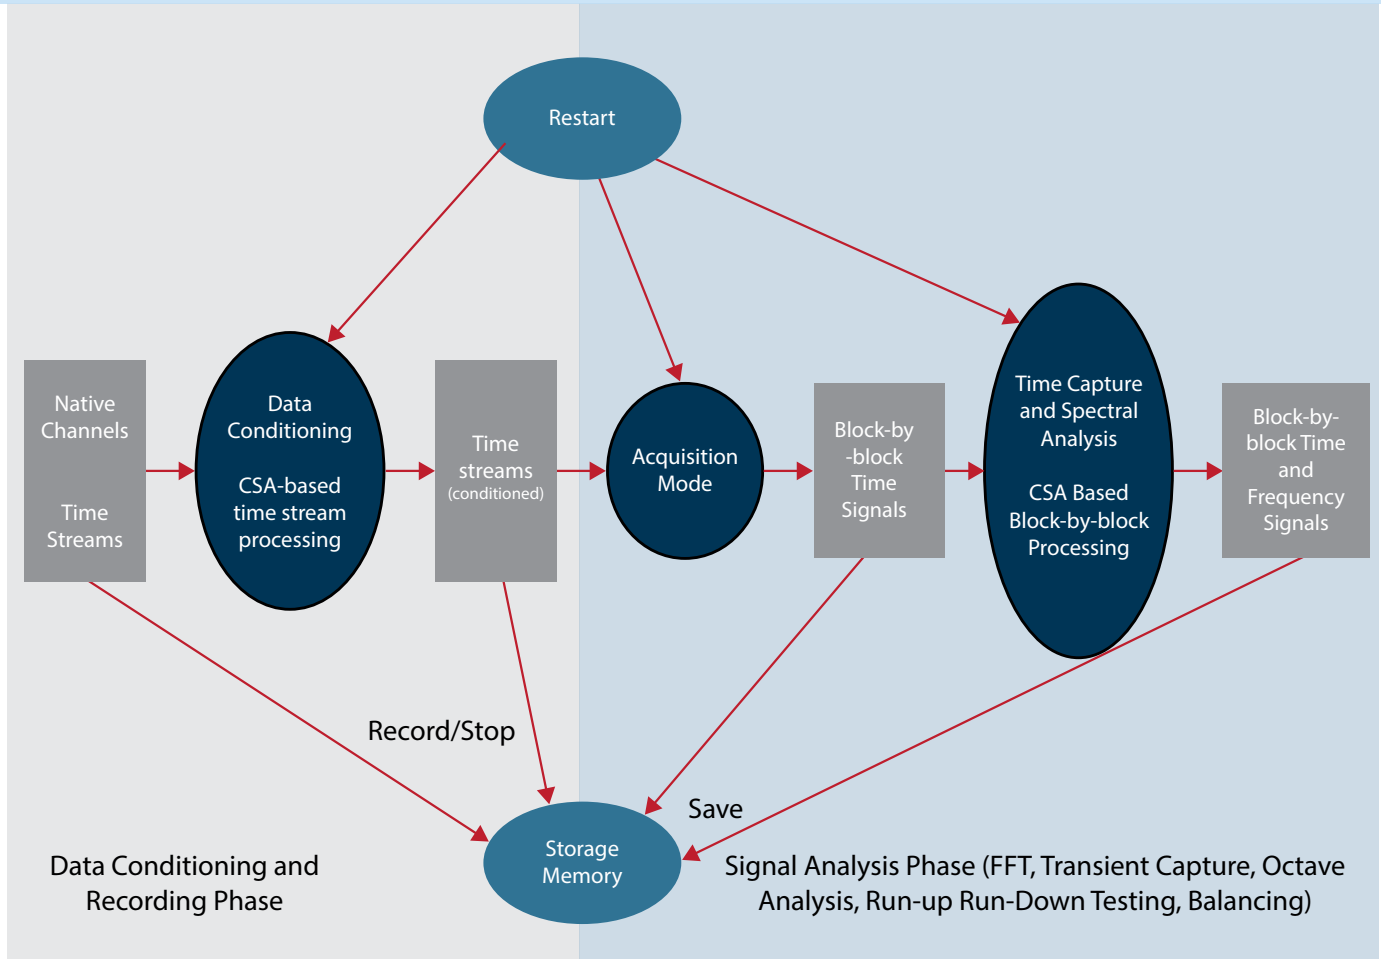 Restart
Native
Channels
Time
Streams
Data
Conditioning
CSA-based
time stream
processing
Time
streams
(conditioned)
Acquisition
Mode
Block-by
-block
Time
Signals
Time Capture
and Spectral
Analysis
CSA Based
Block-by-block
Processing
Block-by-
block Time
and
Frequency
Signals
Record/Stop
Save
Storage
Memory
Data Conditioning and
Recording Phase
Signal Analysis Phase (FFT, Transient Capture, Octave
Analysis, Run-up Run-Down Testing, Balancing)